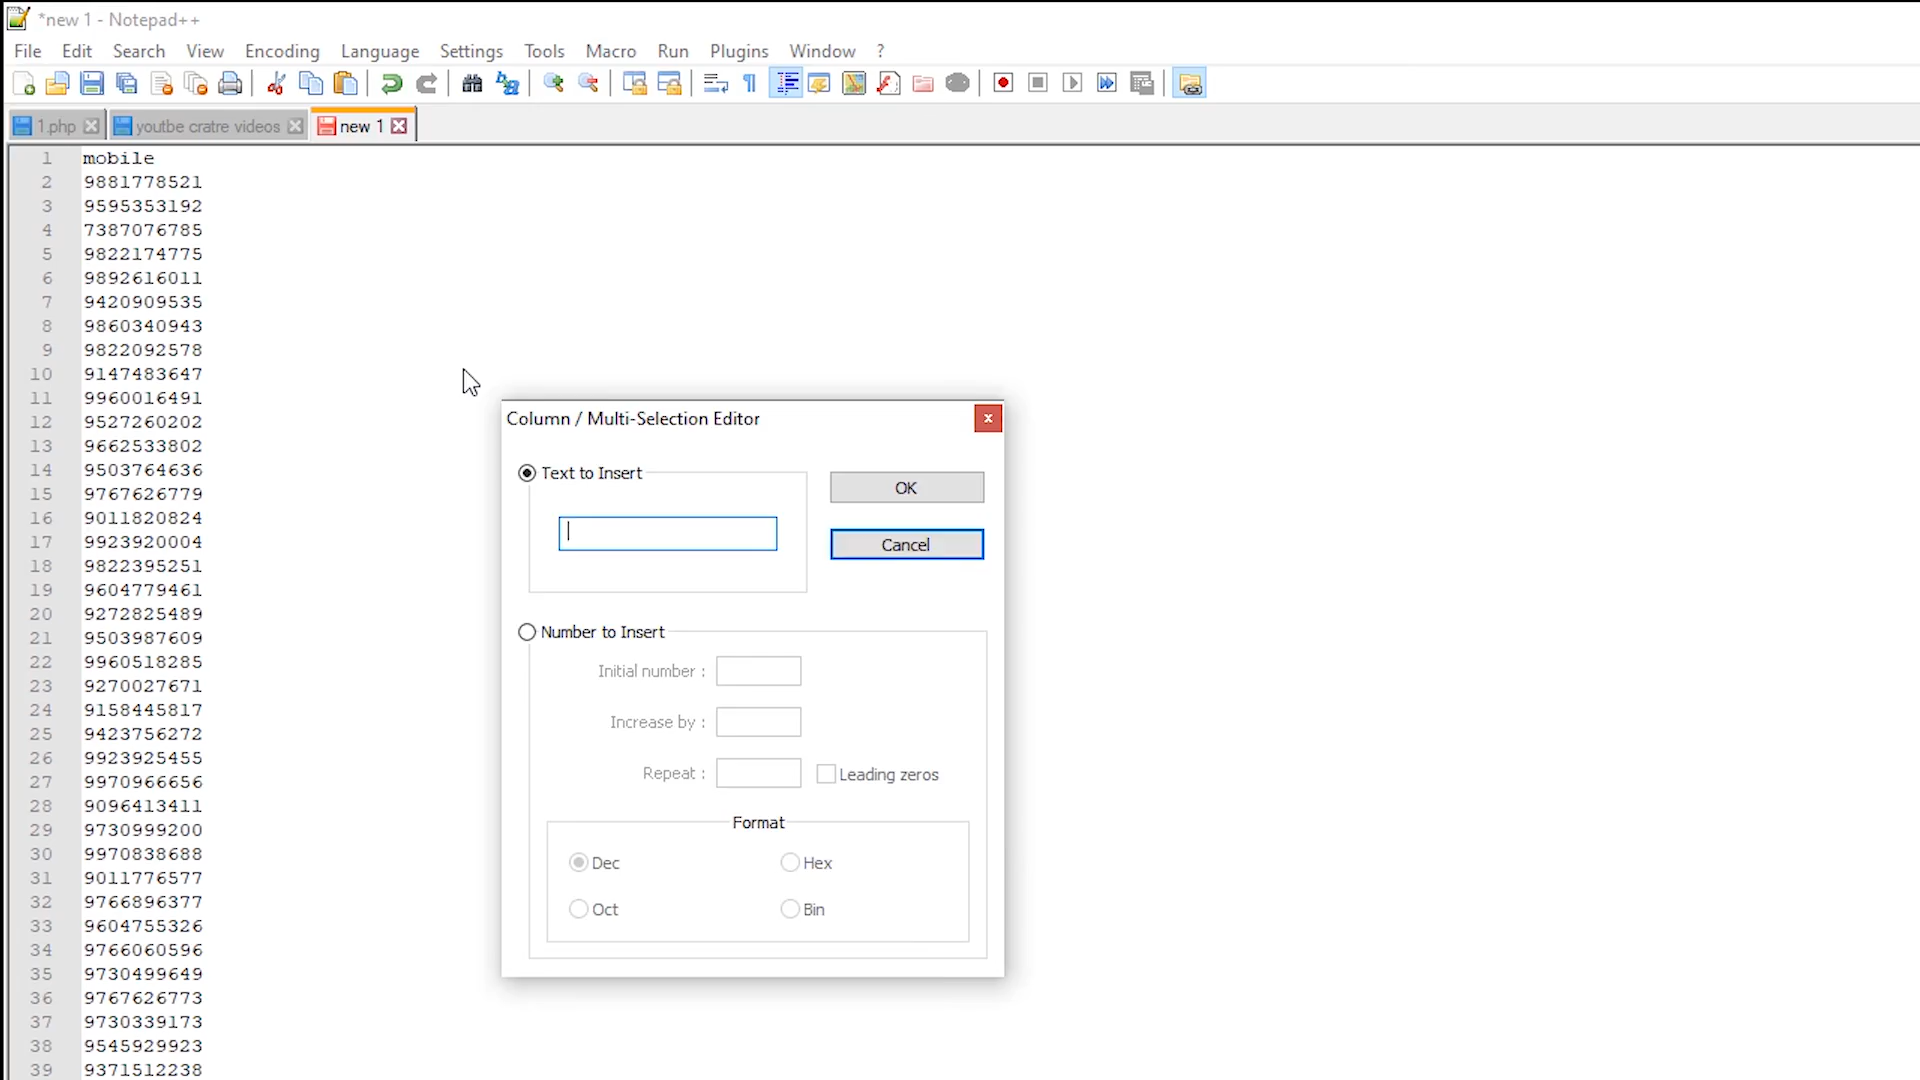 *new 1 - Notepad++
File Edit Search View Encoding Language Settings Tools Macro Run Plugins Window ?
1.php youtbe cratre videos new 1
1 mobile
2 9881778521
3 9595353192
4 7387076785
5 9822174775
6 9892616011
7 9420909535
8 9860340943
9 9822092578
10 9147483647
11 9960016491
12 9527260202
13 9662533802
14 9503764636
15 9767626779
16 9011820824
17 9923920004
18 9822395251
19 9604779461
20 9272825489
21 9503987609
22 9960518285
23 9270027671
24 9158445817
25 9423756272
26 9923925455
27 9970966656
28 9096413411
29 9730999200
30 9970838688
31 9011776577
32 9766896377
33 9604755326
34 9766060596
35 9730499649
36 9767626773
37 9730339173
38 9545929923
39 9371512238
Column / Multi-Selection Editor
Text to Insert
OK
Cancel
Number to Insert
Initial number :
Increase by :
Repeat : Leading zeros
Format
Dec Hex
Oct Bin